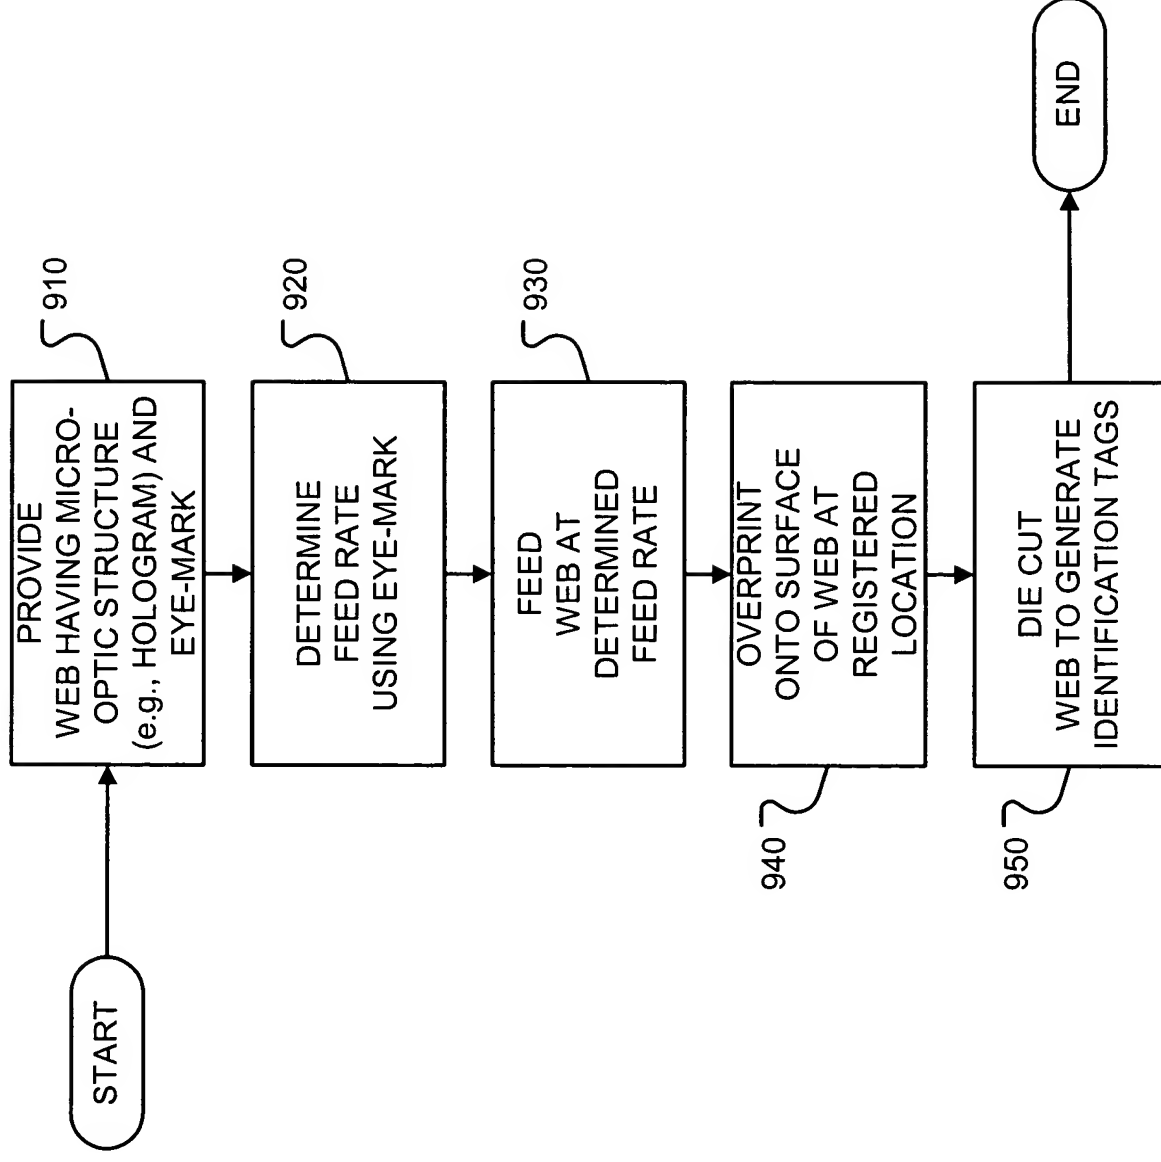 START
PROVIDE
WEB HAVING MICRO-
OPTIC STRUCTURE
(e.g., HOLOGRAM) AND
EYE-MARK
910
DETERMINE
FEED RATE
USING EYE-MARK
920
FEED
WEB AT
DETERMINED
FEED RATE
930
OVERPRINT
ONTO SURFACE
OF WEB AT
REGISTERED
LOCATION
940
DIE CUT
WEB TO GENERATE
IDENTIFICATION TAGS
950
END